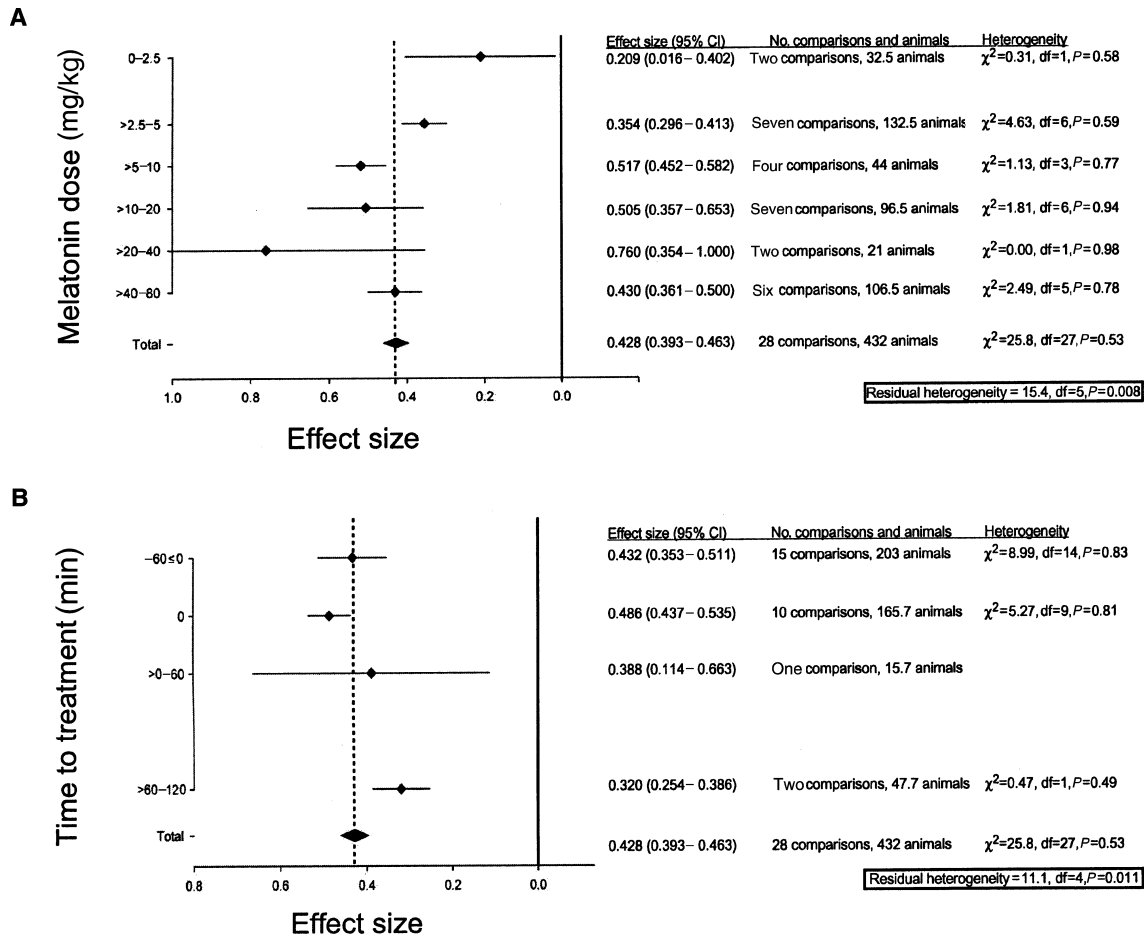 A
Melatonin dose (mg/kg)
Effect size (95% CI) No. comparisons and animals Heterogeneity
0–2.5 0.209 (0.016–0.402) Two comparisons, 32.5 animals χ2=0.31, df=1, P=0.58
>2.5–5 0.354 (0.296–0.413) Seven comparisons, 132.5 animals χ2=4.63, df=6, P=0.59
>5–10 0.517 (0.452–0.582) Four comparisons, 44 animals χ2=1.13, df=3, P=0.77
>10–20 0.505 (0.357–0.653) Seven comparisons, 96.5 animals χ2=1.81, df=6, P=0.94
>20–40 0.760 (0.354–1.000) Two comparisons, 21 animals χ2=0.00, df=1, P=0.98
>40–80 0.430 (0.361–0.500) Six comparisons, 106.5 animals χ2=2.49, df=5, P=0.78
Total 0.428 (0.393–0.463) 28 comparisons, 432 animals χ2=25.8, df=27, P=0.53
1.0 0.8 0.6 0.4 0.2 0.0
Residual heterogeneity = 15.4, df=5, P=0.008
Effect size
B
Time to treatment (min)
Effect size (95% CI) No. comparisons and animals Heterogeneity
–60≤0 0.432 (0.353–0.511) 15 comparisons, 203 animals χ2=8.99, df=14, P=0.83
0 0.486 (0.437–0.535) 10 comparisons, 165.7 animals χ2=5.27, df=9, P=0.81
>0–60 0.388 (0.114–0.663) One comparison, 15.7 animals
>60–120 0.320 (0.254–0.386) Two comparisons, 47.7 animals χ2=0.47, df=1, P=0.49
Total 0.428 (0.393–0.463) 28 comparisons, 432 animals χ2=25.8, df=27, P=0.53
Residual heterogeneity=11.1, df=4, P=0.011
0.8 0.6 0.4 0.2 0.0
Effect size